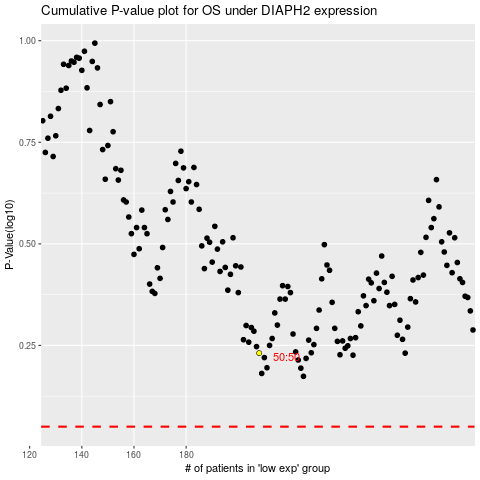 Cumulative P-value plot for OS under DIAPH2 expression
P-Value(log10)
1.00
0.75
0.50
0.25
50:50
120 140 160 180
# of patients in 'low exp' group